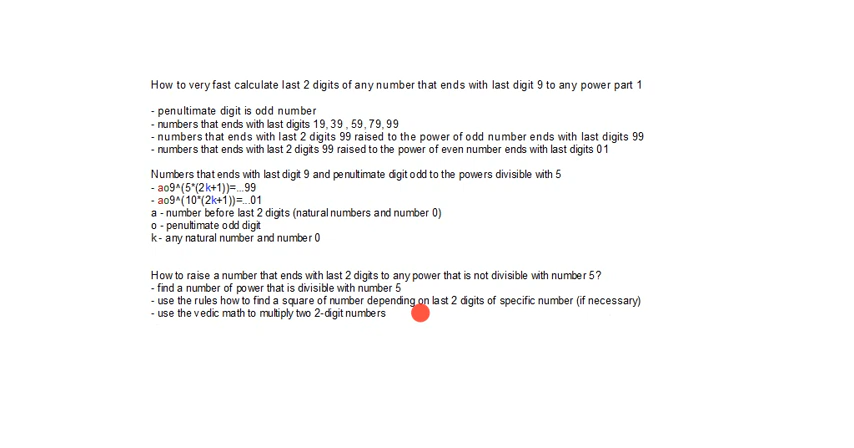 How to very fast calculate last 2 digits of any number that ends with last digit 9 to any power part 1
- penultimate digit is odd number
- numbers that ends with last digits 19, 39 , 59, 79, 99
- numbers that ends with last 2 digits 99 raised to the power of odd number ends with last digits 99
- numbers that ends with last 2 digits 99 raised to the power of even number ends with last digits 01
Numbers that ends with last digit 9 and penultimate digit odd to the powers divisible with 5
- ao9^(5*(2k+1))=...99
- ao9^(10*(2k+1))=...01
a - number before last 2 digits (natural numbers and number 0)
o - penultimate odd digit
k - any natural number and number 0
How to raise a number that ends with last 2 digits to any power that is not divisible with number 5?
- find a number of power that is divisible with number 5
- use the rules how to find a square of number depending on last 2 digits of specific number (if necessary)
- use the vedic math to multiply two 2-digit numbers